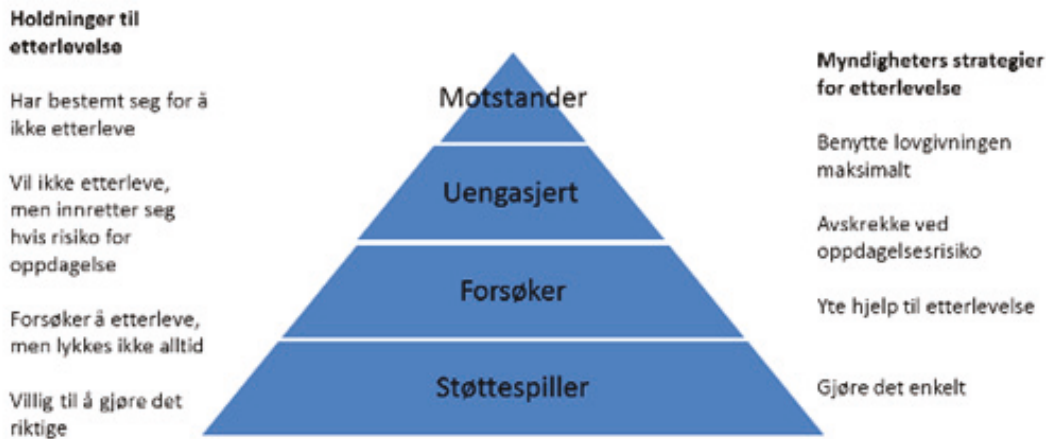 Holdninger til
etterlevelse
Har bestemt seg for å
ikke etterleve
Vil ikke etterleve,
men innretter seg
hvis risiko for
oppdagelse
Forsøker å etterleve,
men lykkes ikke alltid
Villig til å gjøre det
riktige
Motstander
Uengasjert
Forsøker
Støttespiller
Myndigheters strategier
for etterlevelse
Benytte lovgivningen
maksimalt
Avskrekke ved
oppdagelsesrisiko
Yte hjelp til etterlevelse
Gjøre det enkelt